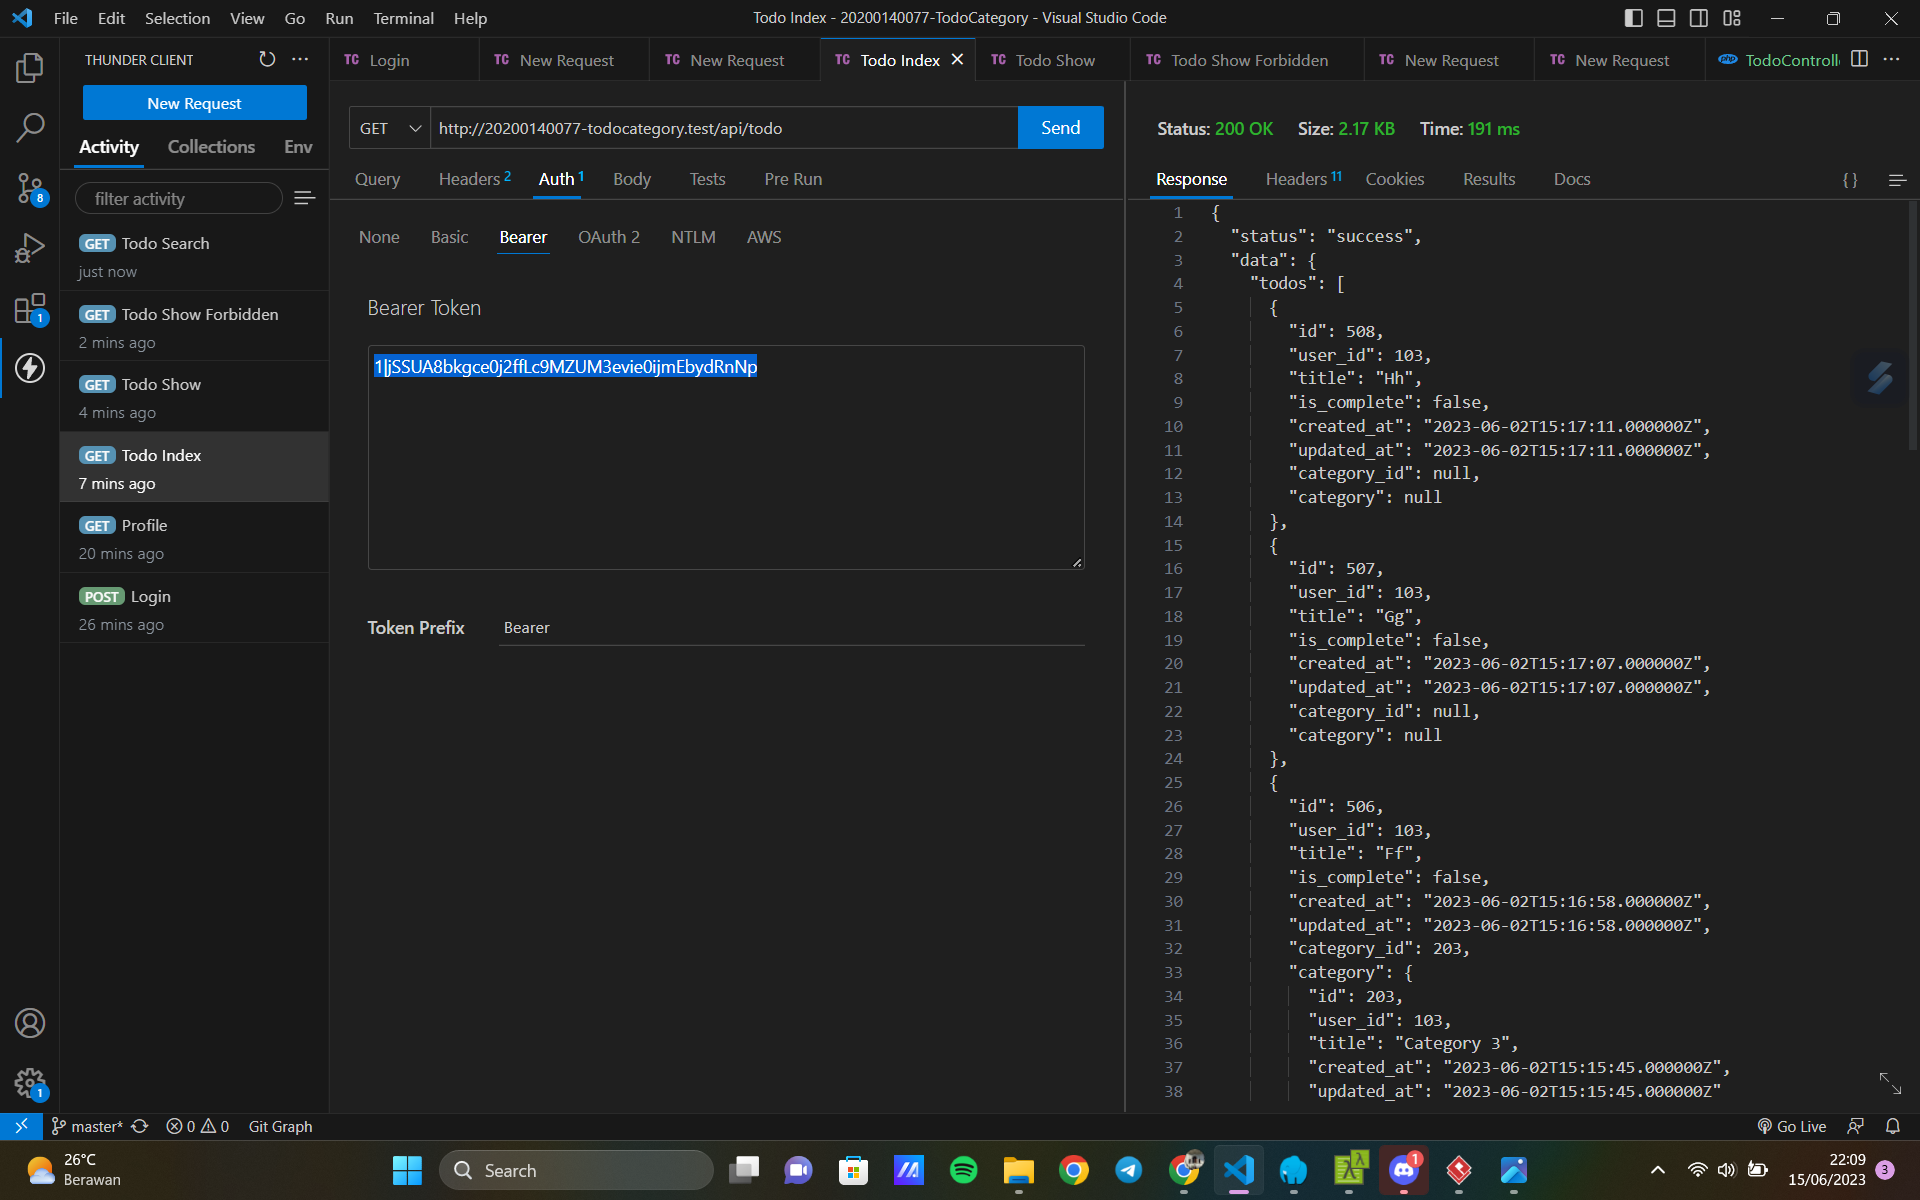 File Edit Selection View Go Run Terminal Help
Todo Index - 20200140077-TodoCategory - Visual Studio Code
THUNDER CLIENT
New Request
Activity Collections Env
filter activity
GET Todo Search
just now
GET Todo Show Forbidden
2 mins ago
GET Todo Show
4 mins ago
GET Todo Index
7 mins ago
GET Profile
20 mins ago
POST Login
26 mins ago
TC Login
TC New Request
TC New Request
TC Todo Index
TC Todo Show
TC Todo Show Forbidden
TC New Request
TC New Request
php TodoControll
GET http://20200140077-todocategory.test/api/todo Send
Query Headers 2 Auth 1 Body Tests Pre Run
None Basic Bearer OAuth 2 NTLM AWS
Bearer Token
1|jSSUA8bkgce0j2ffLc9MZUM3evie0ijmEbydRnNp
Token Prefix Bearer
Status: 200 OK Size: 2.17 KB Time: 191 ms
Response Headers 11 Cookies Results Docs { }
1 {
2 "status": "success",
3 "data": {
4 "todos": [
5 {
6 "id": 508,
7 "user_id": 103,
8 "title": "Hh",
9 "is_complete": false,
10 "created_at": "2023-06-02T15:17:11.000000Z",
11 "updated_at": "2023-06-02T15:17:11.000000Z",
12 "category_id": null,
13 "category": null
14 },
15 {
16 "id": 507,
17 "user_id": 103,
18 "title": "Gg",
19 "is_complete": false,
20 "created_at": "2023-06-02T15:17:07.000000Z",
21 "updated_at": "2023-06-02T15:17:07.000000Z",
22 "category_id": null,
23 "category": null
24 },
25 {
26 "id": 506,
27 "user_id": 103,
28 "title": "Ff",
29 "is_complete": false,
30 "created_at": "2023-06-02T15:16:58.000000Z",
31 "updated_at": "2023-06-02T15:16:58.000000Z",
32 "category_id": 203,
33 "category": {
34 "id": 203,
35 "user_id": 103,
36 "title": "Category 3",
37 "created_at": "2023-06-02T15:15:45.000000Z",
38 "updated_at": "2023-06-02T15:15:45.000000Z"
8
1
1
master* 0 0 Git Graph
Go Live
26°C
Berawan
Search
1
22:09
15/06/2023
3